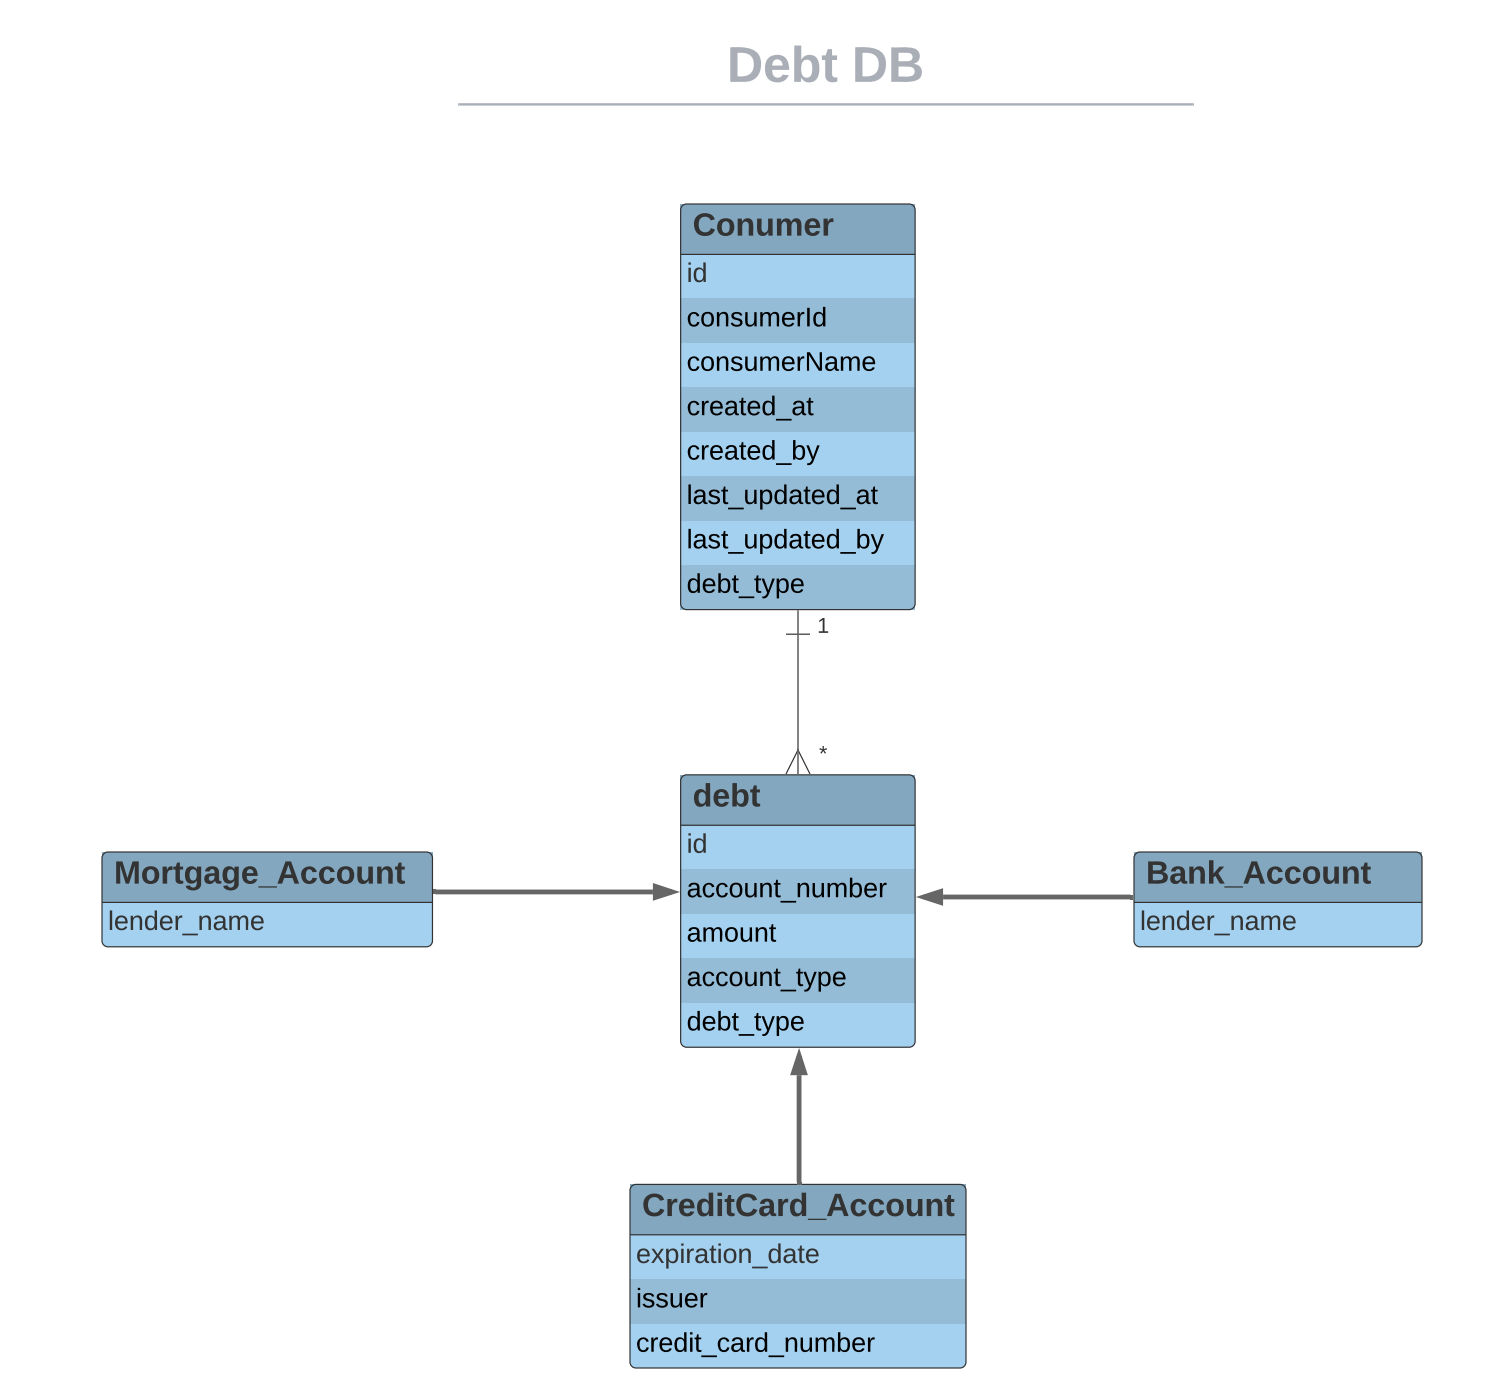 Debt DB
Conumer
id
consumerId
consumerName
created_at
created_by
last_updated_at
last_updated_by
debt_type
1
*
debt
id
account_number
amount
account_type
debt_type
Mortgage_Account
lender_name
Bank_Account
lender_name
CreditCard_Account
expiration_date
issuer
credit_card_number